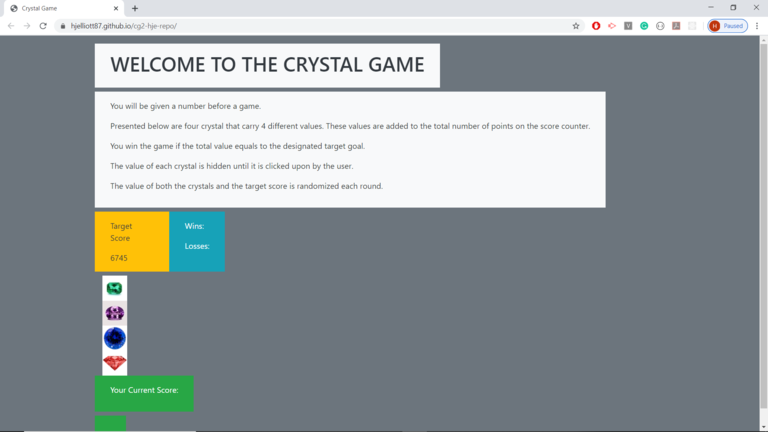 Crystal Game
hjelliott87.github.io/cg2-hje-repo/
H Paused
WELCOME TO THE CRYSTAL GAME
You will be given a number before a game.
Presented below are four crystal that carry 4 different values. These values are added to the total number of points on the score counter.
You win the game if the total value equals to the designated target goal.
The value of each crystal is hidden until it is clicked upon by the user.
The value of both the crystals and the target score is randomized each round.
Target
Score
6745
Wins:
Losses:
Your Current Score: